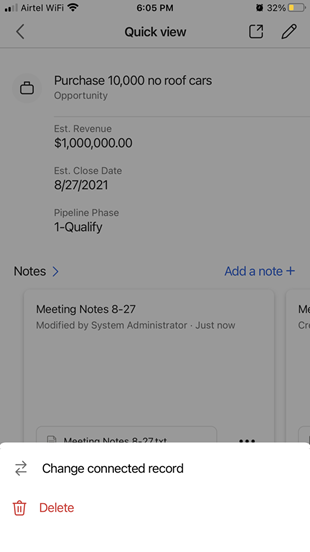 Airtel WiFi 6:05 PM 32%
Quick view
Purchase 10,000 no roof cars
Opportunity
Est. Revenue
$1,000,000.00
Est. Close Date
8/27/2021
Pipeline Phase
1-Qualify
Notes Add a note +
Meeting Notes 8-27
Modified by System Administrator · Just now
Meeting Notes 8-27.txt
Change connected record
Delete